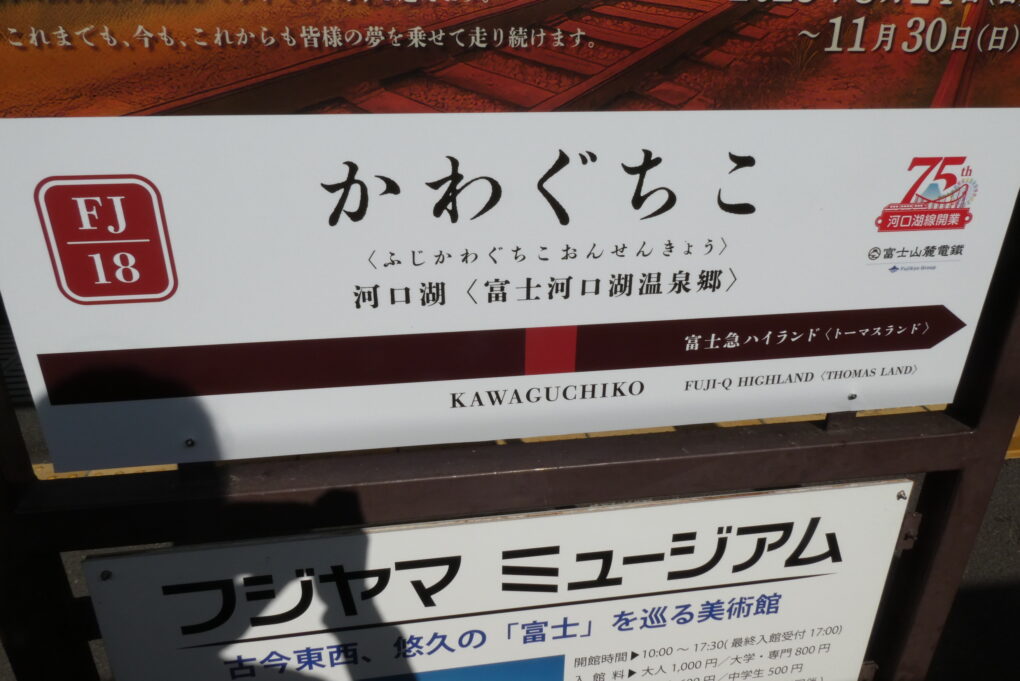 これまでも、今も、これからも皆様の夢を乗せて走り続けます。
～11月30日(日)
FJ
18
かわぐちこ
〈ふじかわぐちこおんせんきょう〉
河口湖〈富士河口湖温泉郷〉
75th
河口湖線開業
富士山麓電鐵
Fujikyu Group
富士急ハイランド〈トーマスランド〉
KAWAGUCHIKO
FUJI-Q HIGHLAND〈THOMAS LAND〉
フジヤマ ミュージアム
古今東西、悠久の「富士」を巡る美術館
開館時間▶10:00～17:30(最終入館受付17:00)
入館料▶大人1,000円／大学・専門800円
中学生500円